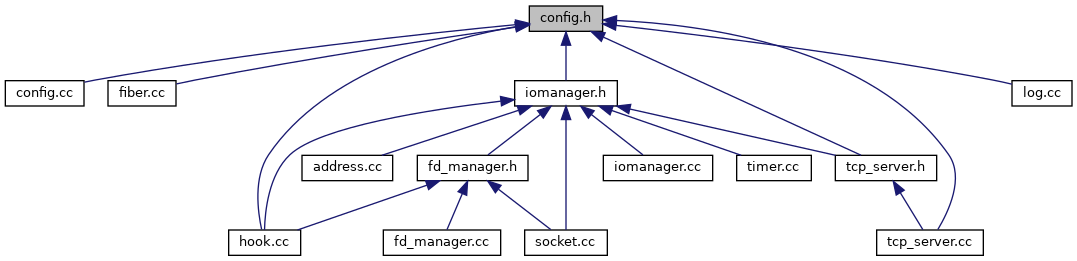 config.h
config.cc
fiber.cc
iomanager.h
log.cc
address.cc
fd_manager.h
iomanager.cc
timer.cc
tcp_server.h
hook.cc
fd_manager.cc
socket.cc
tcp_server.cc